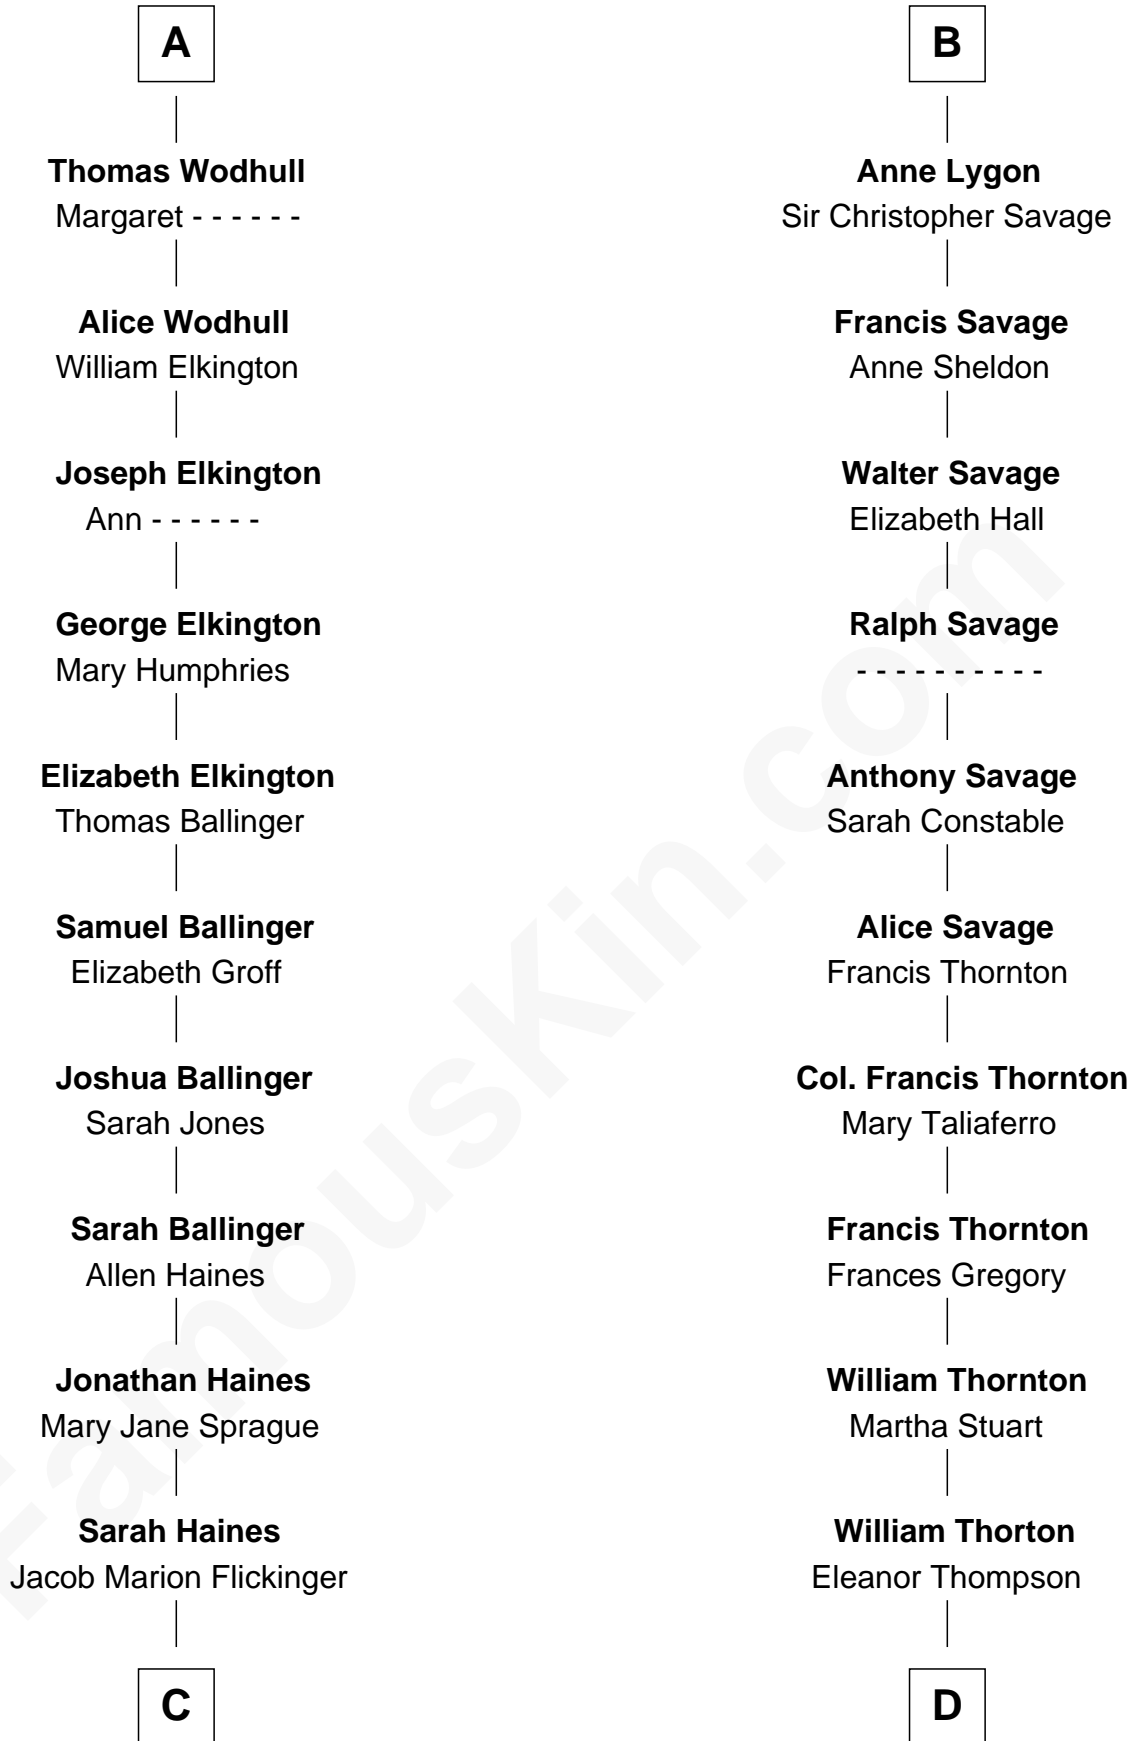 A
Thomas Wodhull
Margaret - - - - - -
Alice Wodhull
William Elkington
Joseph Elkington
Ann - - - - - -
George Elkington
Mary Humphries
Elizabeth Elkington
Thomas Ballinger
Samuel Ballinger
Elizabeth Groff
Joshua Ballinger
Sarah Jones
Sarah Ballinger
Allen Haines
Jonathan Haines
Mary Jane Sprague
Sarah Haines
Jacob Marion Flickinger
C
B
Anne Lygon
Sir Christopher Savage
Francis Savage
Anne Sheldon
Walter Savage
Elizabeth Hall
Ralph Savage
- - - - - - - - - -
Anthony Savage
Sarah Constable
Alice Savage
Francis Thornton
Col. Francis Thornton
Mary Taliaferro
Francis Thornton
Frances Gregory
William Thornton
Martha Stuart
William Thorton
Eleanor Thompson
D
FamousKin.com